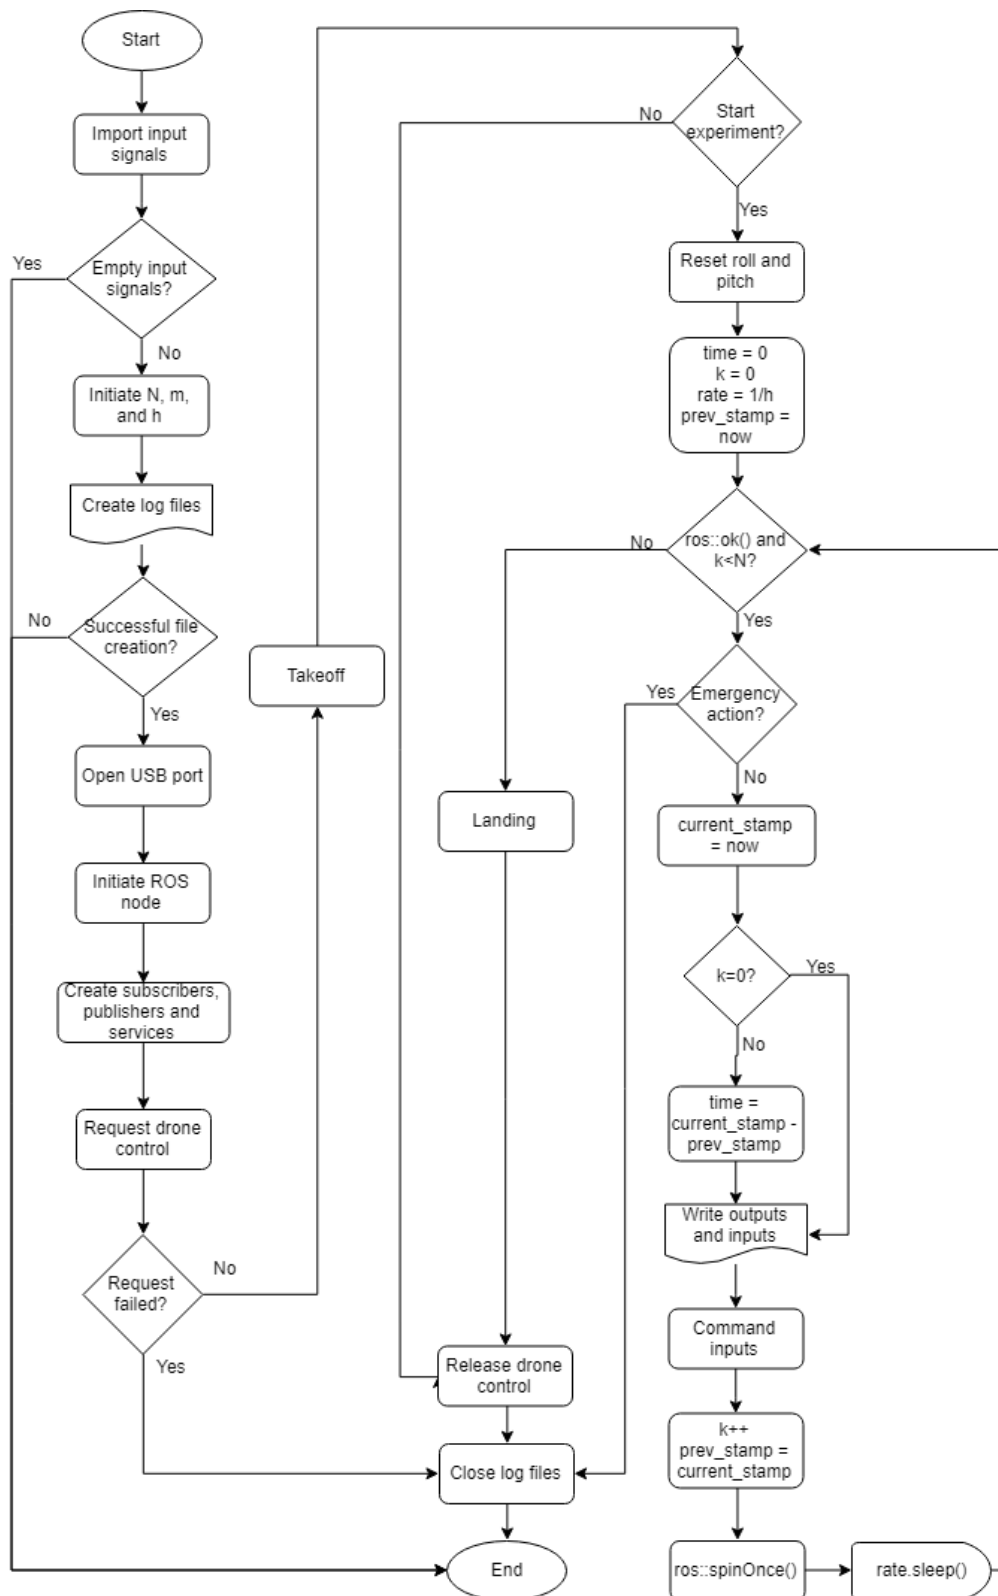 Start
Import input
signals
Empty input
signals?
Yes
No
Initiate N, m,
and h
Create log files
Successful file
creation?
No
Yes
Open USB port
Initiate ROS
node
Create subscribers,
publishers and
services
Request drone
control
Request
failed?
No
Yes
Takeoff
Start
experiment?
No
Yes
Reset roll and
pitch
time = 0
k = 0
rate = 1/h
prev_stamp =
now
ros::ok() and
k<N?
No
Yes
Landing
Emergency
action?
Yes
No
current_stamp
= now
k=0?
Yes
No
time =
current_stamp -
prev_stamp
Write outputs
and inputs
Command
inputs
k++
prev_stamp =
current_stamp
ros::spinOnce()
rate.sleep()
Release drone
control
Close log files
End